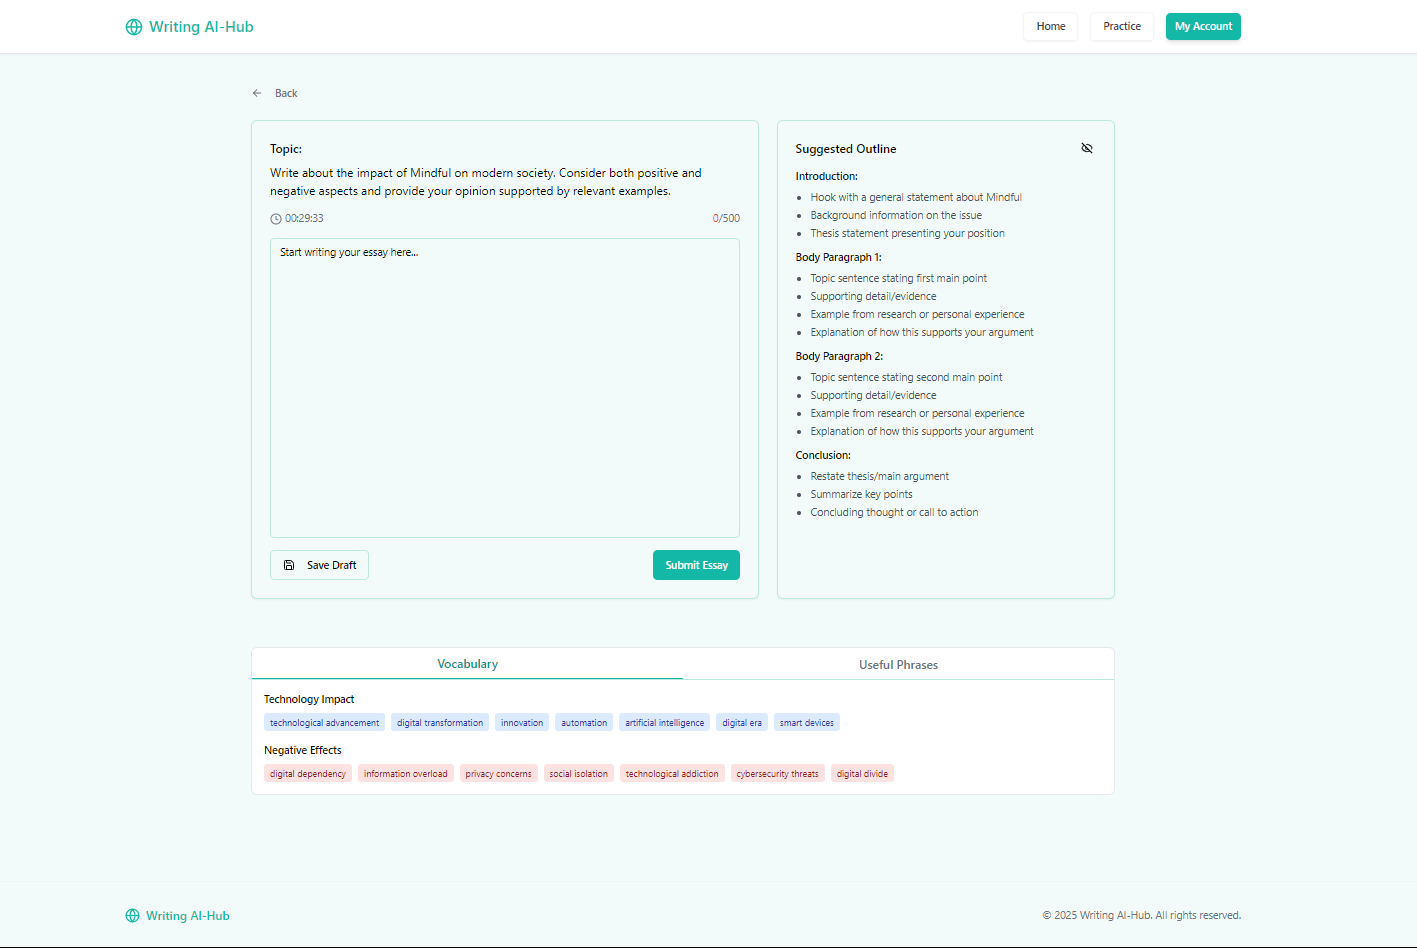 Writing AI-Hub
Home
Practice
My Account
Back
Topic:
Write about the impact of Mindful on modern society. Consider both positive and
negative aspects and provide your opinion supported by relevant examples.
00:29:33
0/500
Start writing your essay here...
Save Draft
Submit Essay
Suggested Outline
Introduction:
Hook with a general statement about Mindful
Background information on the issue
Thesis statement presenting your position
Body Paragraph 1:
Topic sentence stating first main point
Supporting detail/evidence
Example from research or personal experience
Explanation of how this supports your argument
Body Paragraph 2:
Topic sentence stating second main point
Supporting detail/evidence
Example from research or personal experience
Explanation of how this supports your argument
Conclusion:
Restate thesis/main argument
Summarize key points
Concluding thought or call to action
Vocabulary
Useful Phrases
Technology Impact
technological advancement digital transformation innovation automation artificial intelligence digital era smart devices
Negative Effects
digital dependency information overload privacy concerns social isolation technological addiction cybersecurity threats digital divide
Writing AI-Hub
© 2025 Writing AI-Hub. All rights reserved.